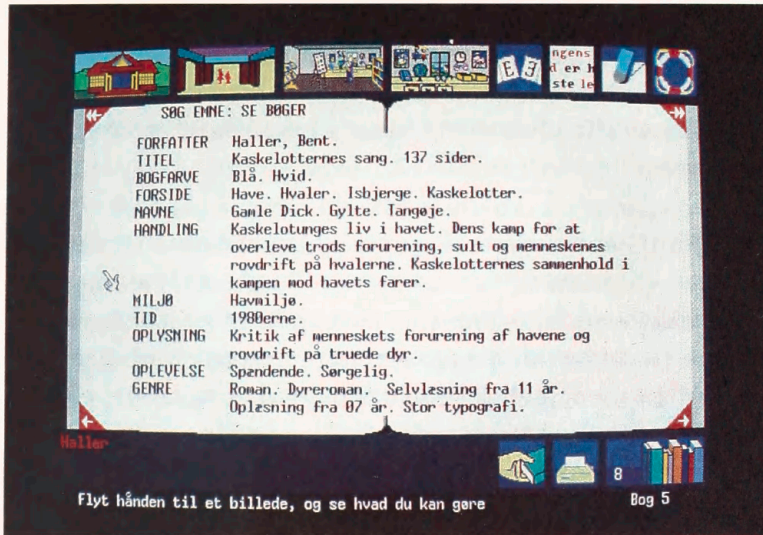 ngens
d er h
ste le
SØG EMNE: SE BØGER
FORFATTER Haller, Bent.
TITEL Kaskelotternes sang. 137 sider.
BOGFARVE Blå. Hvid.
FORSIDE Have. Hvaler. Isbjerge. Kaskelotter.
NAVNE Gamle Dick. Gylte. Tangøje.
HANDLING Kaskelotunges liv i havet. Dens kamp for at
overleve trods forurening, sult og menneskenes
rovdrift på hvalerne. Kaskelotternes sammenhold i
kampen mod havets farer.
MILJØ Havmiljø.
TID 1980erne.
OPLYSNING Kritik af menneskets forurening af havene og
rovdrift på truede dyr.
OPLEVELSE Spændende. Sørgelig.
GENRE Roman. Dyreroman. Selvlæsning fra 11 år.
Oplæsning fra 07 år. Stor typografi.
Haller
8
Flyt hånden til et billede, og se hvad du kan gøre Bog 5